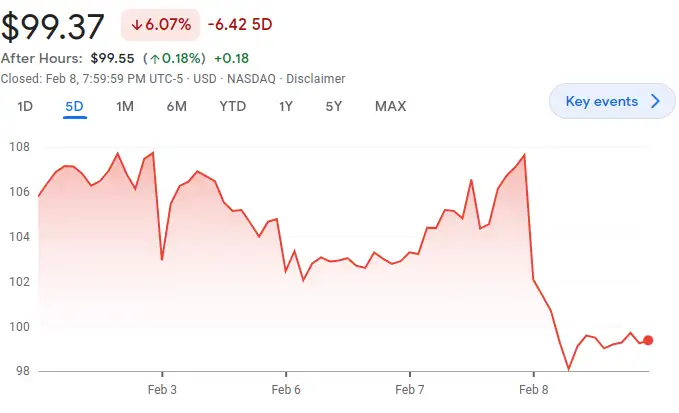 $99.37 ↓6.07% -6.42 5D
After Hours: $99.55 (↑0.18%) +0.18
Closed: Feb 8, 7:59:59 PM UTC-5 · USD · NASDAQ · Disclaimer
1D 5D 1M 6M YTD 1Y 5Y MAX
Key events
108
106
104
102
100
98
Feb 3 Feb 6 Feb 7 Feb 8